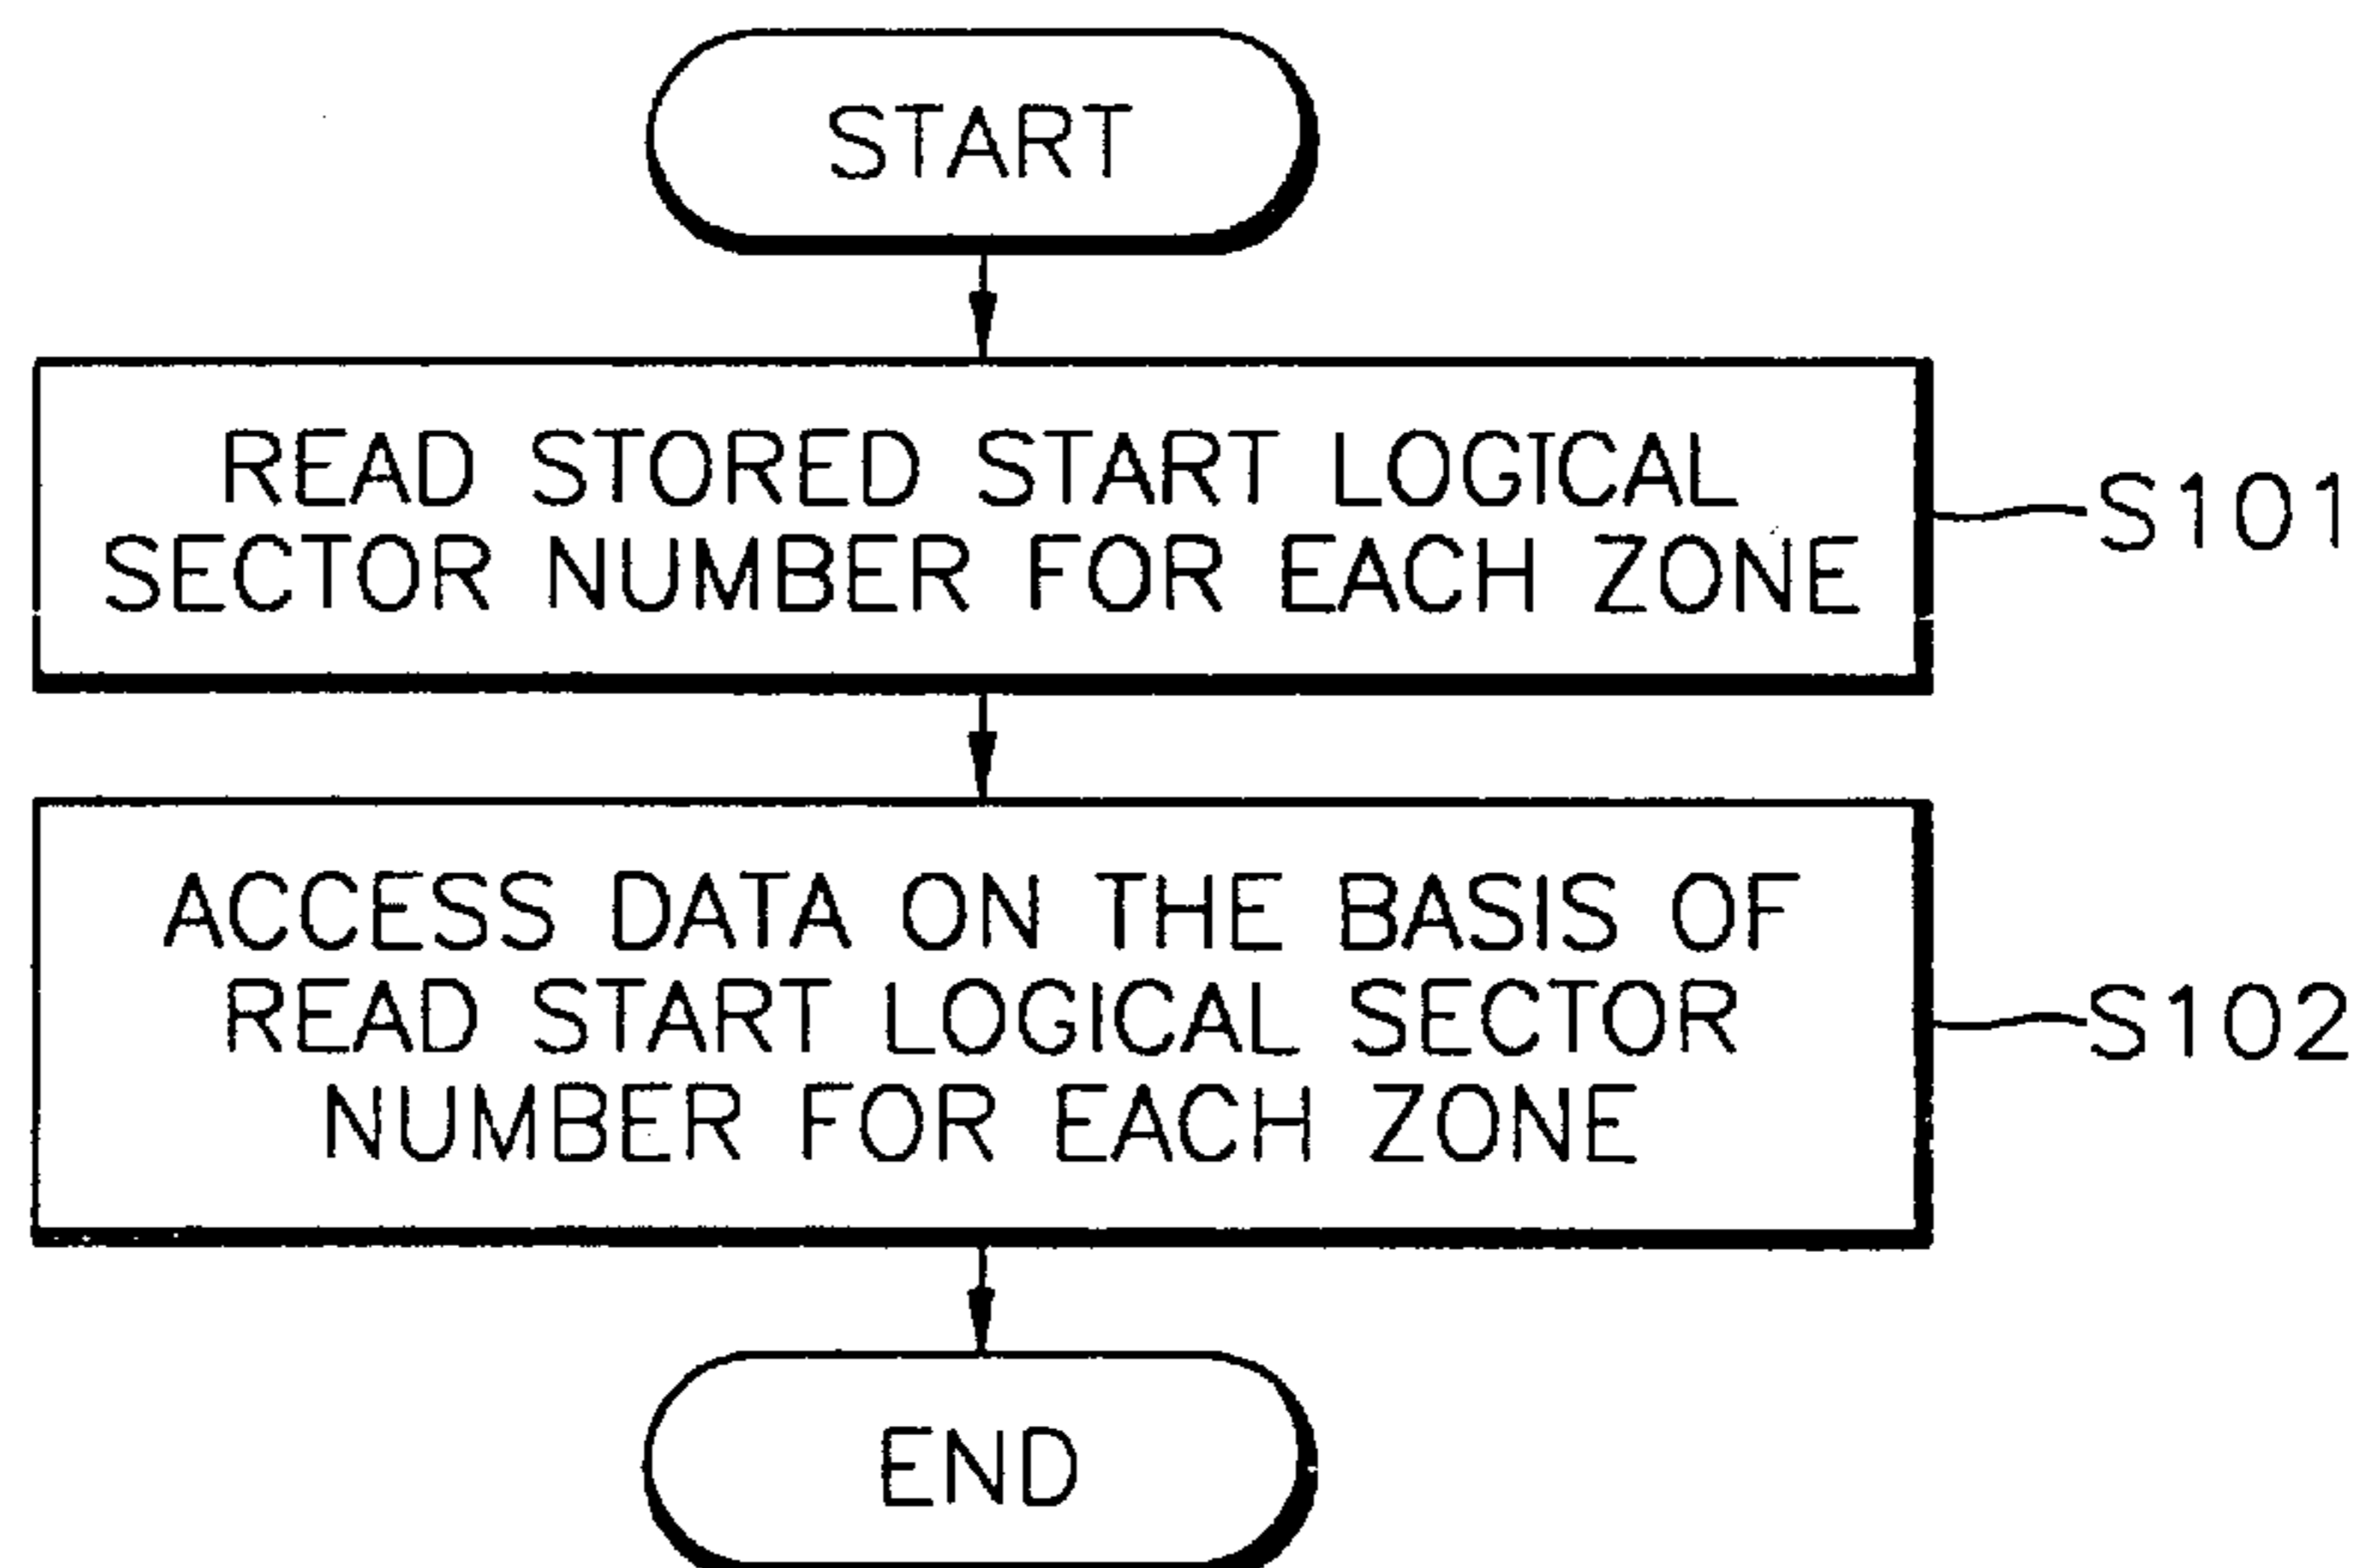 START
READ STORED START LOGICAL
SECTOR NUMBER FOR EACH ZONE
S101
ACCESS DATA ON THE BASIS OF
READ START LOGICAL SECTOR
NUMBER FOR EACH ZONE
S102
END